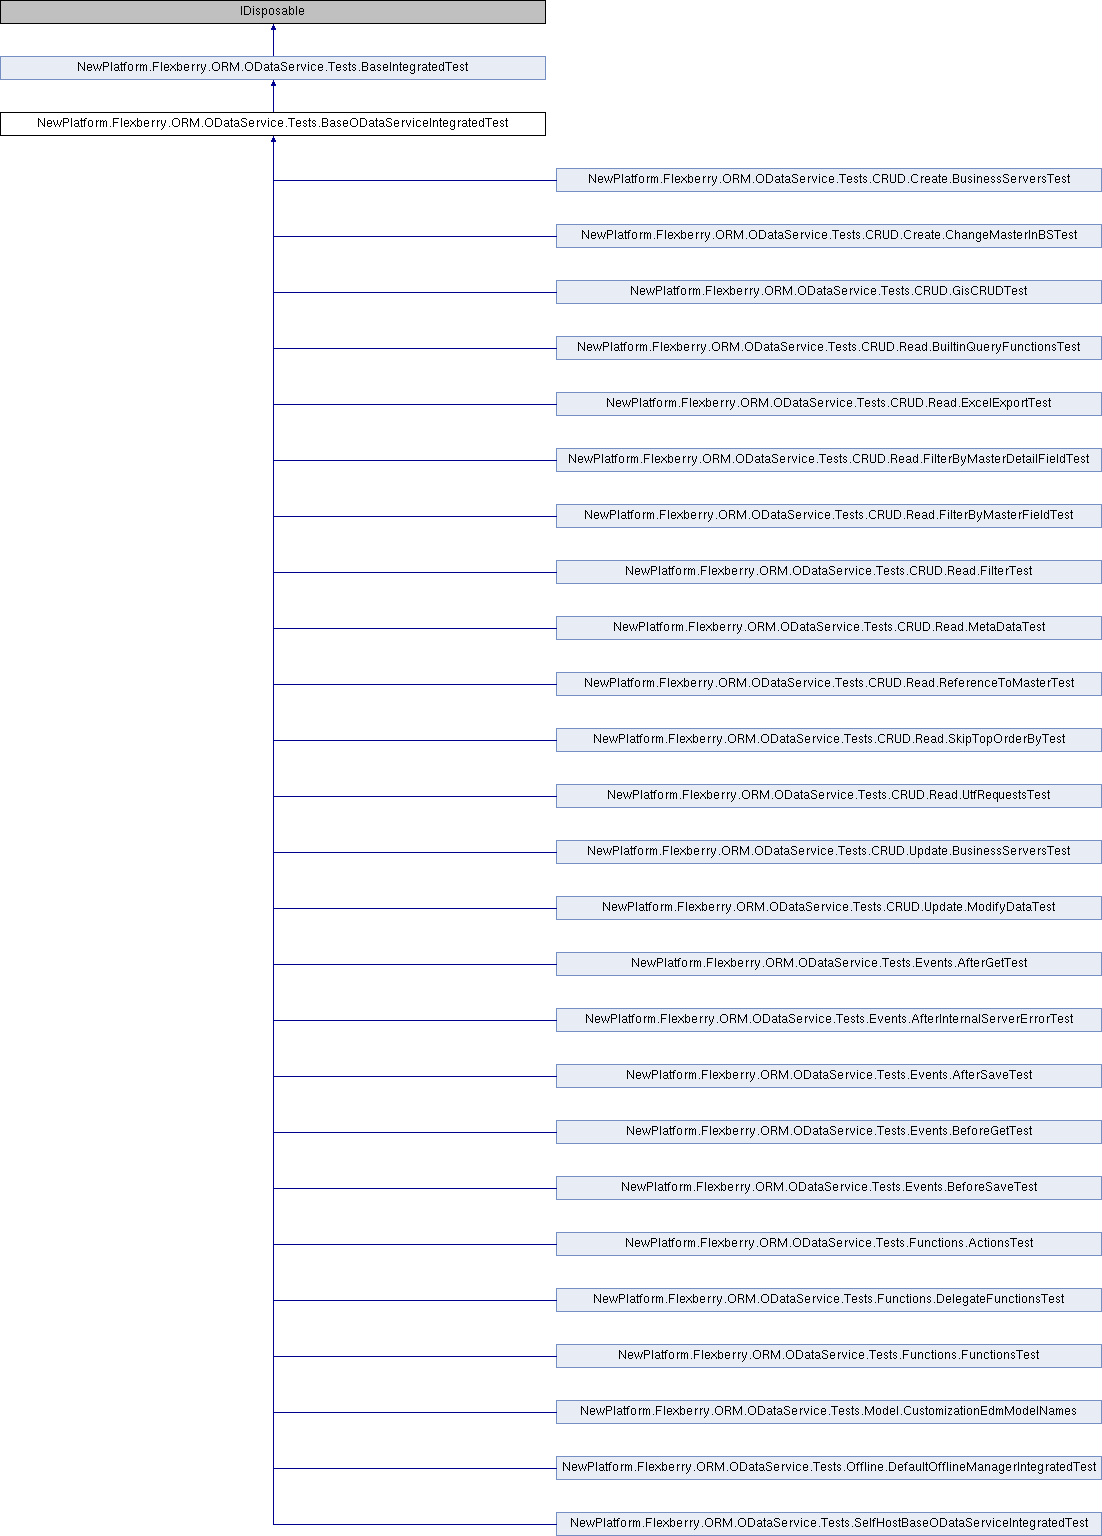 IDisposable
NewPlatform.Flexberry.ORM.ODataService.Tests.BaseIntegratedTest
NewPlatform.Flexberry.ORM.ODataService.Tests.BaseODataServiceIntegratedTest
NewPlatform.Flexberry.ORM.ODataService.Tests.CRUD.Create.BusinessServersTest
NewPlatform.Flexberry.ORM.ODataService.Tests.CRUD.Create.ChangeMasterInBSTest
NewPlatform.Flexberry.ORM.ODataService.Tests.CRUD.GisCRUDTest
NewPlatform.Flexberry.ORM.ODataService.Tests.CRUD.Read.BuiltinQueryFunctionsTest
NewPlatform.Flexberry.ORM.ODataService.Tests.CRUD.Read.ExcelExportTest
NewPlatform.Flexberry.ORM.ODataService.Tests.CRUD.Read.FilterByMasterDetailFieldTest
NewPlatform.Flexberry.ORM.ODataService.Tests.CRUD.Read.FilterByMasterFieldTest
NewPlatform.Flexberry.ORM.ODataService.Tests.CRUD.Read.FilterTest
NewPlatform.Flexberry.ORM.ODataService.Tests.CRUD.Read.MetaDataTest
NewPlatform.Flexberry.ORM.ODataService.Tests.CRUD.Read.ReferenceToMasterTest
NewPlatform.Flexberry.ORM.ODataService.Tests.CRUD.Read.SkipTopOrderByTest
NewPlatform.Flexberry.ORM.ODataService.Tests.CRUD.Read.UtfRequestsTest
NewPlatform.Flexberry.ORM.ODataService.Tests.CRUD.Update.BusinessServersTest
NewPlatform.Flexberry.ORM.ODataService.Tests.CRUD.Update.ModifyDataTest
NewPlatform.Flexberry.ORM.ODataService.Tests.Events.AfterGetTest
NewPlatform.Flexberry.ORM.ODataService.Tests.Events.AfterInternalServerErrorTest
NewPlatform.Flexberry.ORM.ODataService.Tests.Events.AfterSaveTest
NewPlatform.Flexberry.ORM.ODataService.Tests.Events.BeforeGetTest
NewPlatform.Flexberry.ORM.ODataService.Tests.Events.BeforeSaveTest
NewPlatform.Flexberry.ORM.ODataService.Tests.Functions.ActionsTest
NewPlatform.Flexberry.ORM.ODataService.Tests.Functions.DelegateFunctionsTest
NewPlatform.Flexberry.ORM.ODataService.Tests.Functions.FunctionsTest
NewPlatform.Flexberry.ORM.ODataService.Tests.Model.CustomizationEdmModelNames
NewPlatform.Flexberry.ORM.ODataService.Tests.Offline.DefaultOfflineManagerIntegratedTest
NewPlatform.Flexberry.ORM.ODataService.Tests.SelfHostBaseODataServiceIntegratedTest